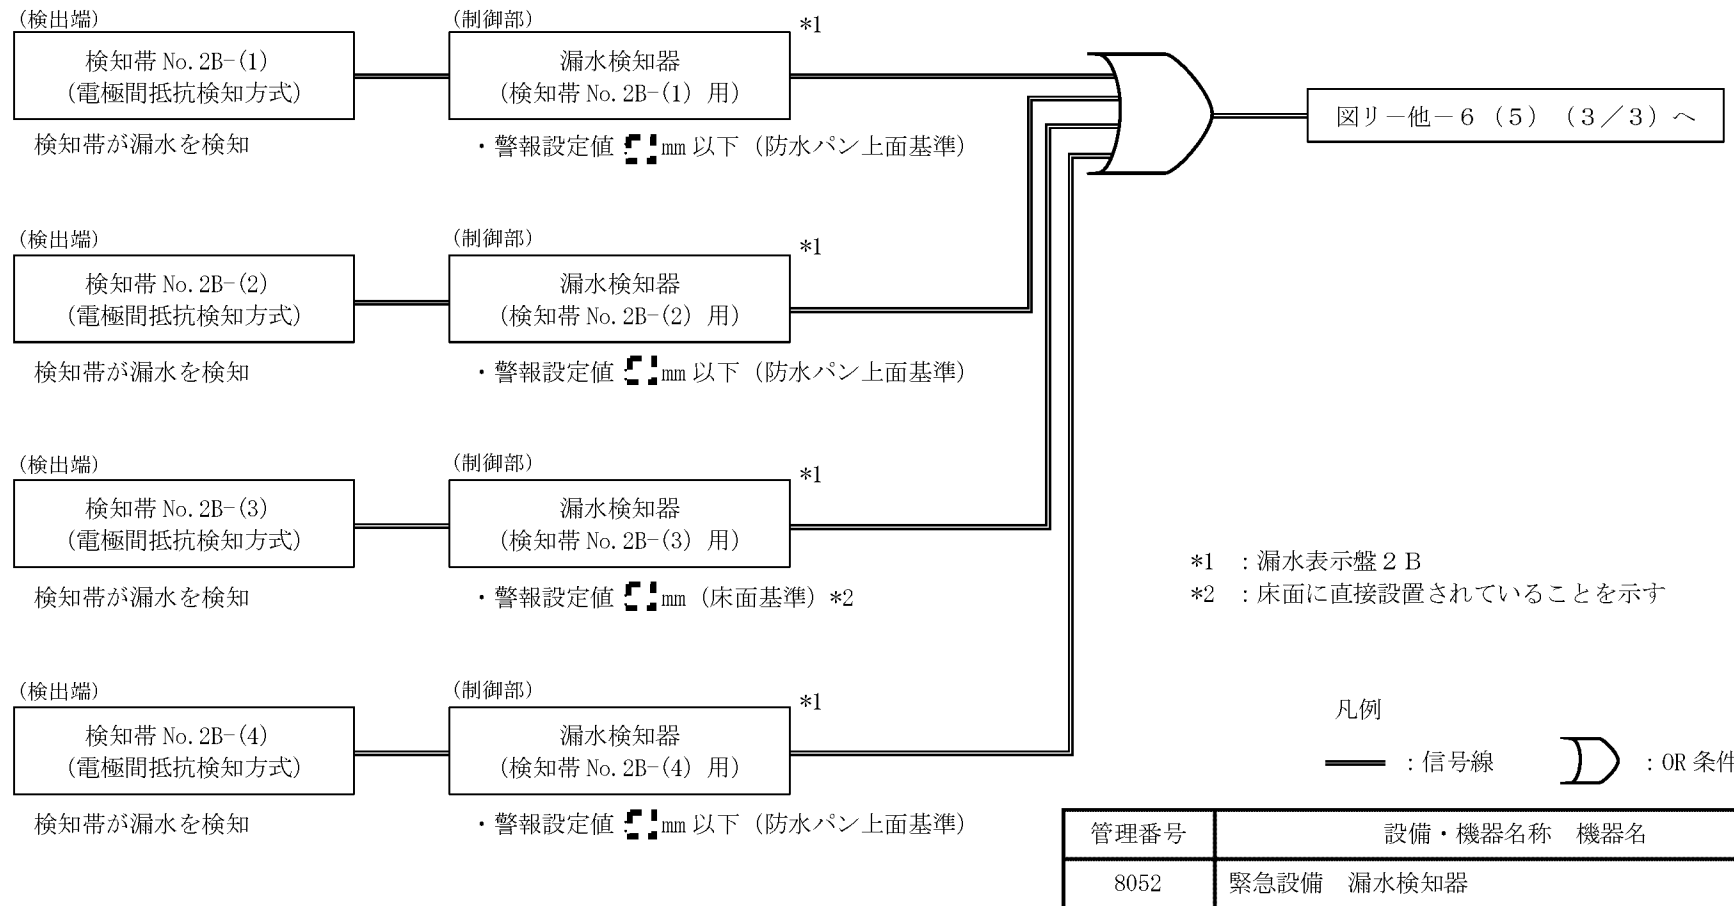 (検出端)
(制御部)
*1
検知帯 No.2B-(1)
(電極間抵抗検知方式)
漏水検知器
(検知帯 No.2B-(1) 用)
検知帯が漏水を検知
・警報設定値
mm 以下 (防水パン上面基準)
図リ－他－6 (5) (3／3) へ
(検出端)
(制御部)
*1
検知帯 No.2B-(2)
(電極間抵抗検知方式)
漏水検知器
(検知帯 No.2B-(2) 用)
検知帯が漏水を検知
・警報設定値
mm 以下 (防水パン上面基準)
(検出端)
(制御部)
*1
検知帯 No.2B-(3)
(電極間抵抗検知方式)
漏水検知器
(検知帯 No.2B-(3) 用)
検知帯が漏水を検知
・警報設定値
mm (床面基準) *2
*1 ：漏水表示盤２Ｂ
*2 ：床面に直接設置されていることを示す
(検出端)
(制御部)
*1
検知帯 No.2B-(4)
(電極間抵抗検知方式)
漏水検知器
(検知帯 No.2B-(4) 用)
検知帯が漏水を検知
・警報設定値
mm 以下 (防水パン上面基準)
凡例
：信号線
：OR 条件
管理番号
設備・機器名称　機器名
8052
緊急設備　漏水検知器